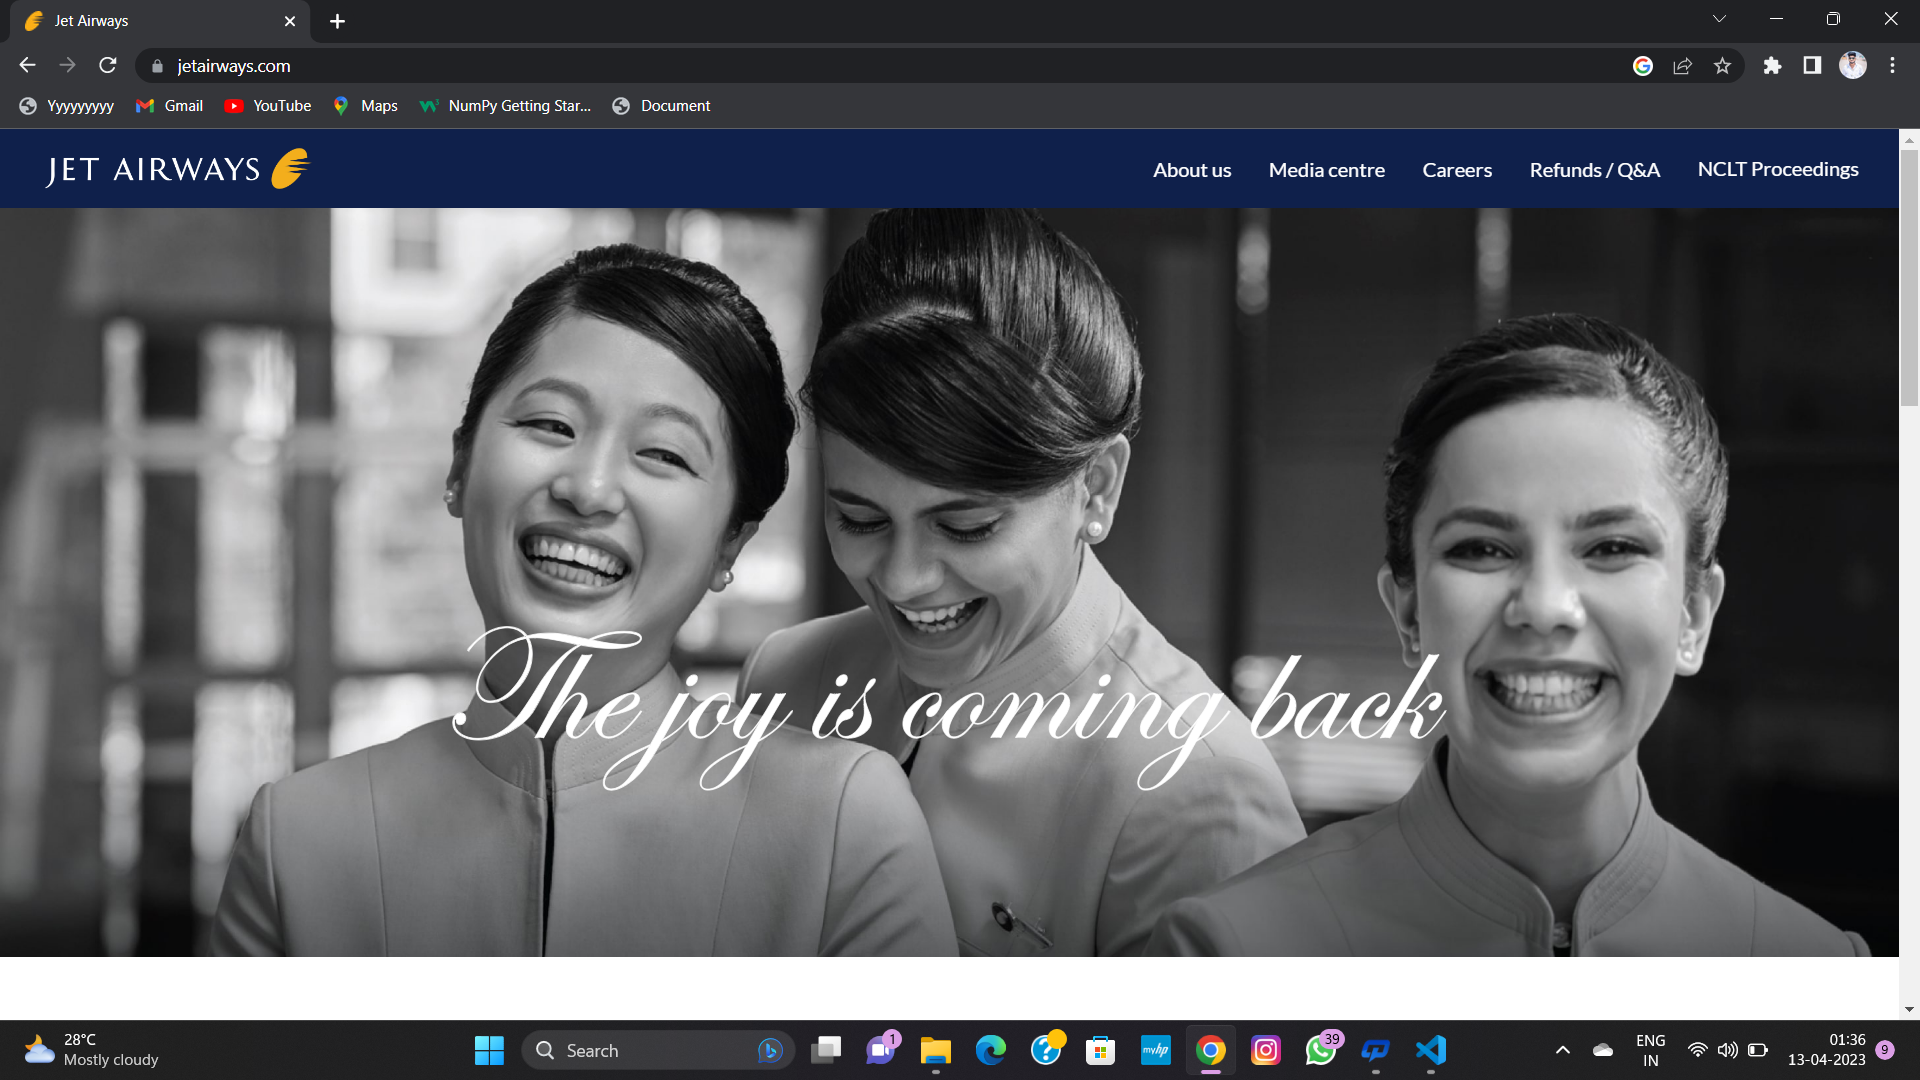 Jet Airways
jetairways.com
Yyyyyyyyy Gmail YouTube Maps NumPy Getting Star... Document
JET AIRWAYS About us Media centre Careers Refunds / Q&A NCLT Proceedings
The joy is coming back
28°C
Mostly cloudy
Search
1
myhp
39
ENG
IN
01:36
13-04-2023
9